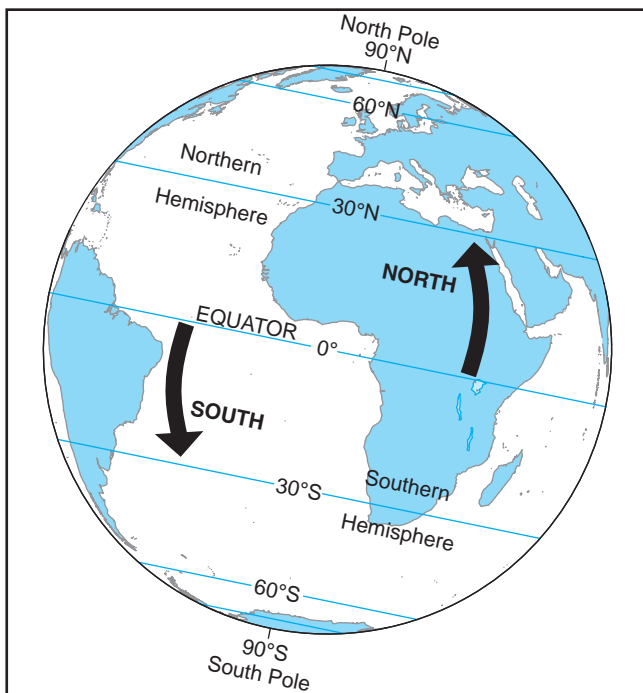 North Pole
90°N
60°N
Northern
Hemisphere
30°N
NORTH
EQUATOR
0°
SOUTH
30°S
Southern
Hemisphere
60°S
90°S
South Pole